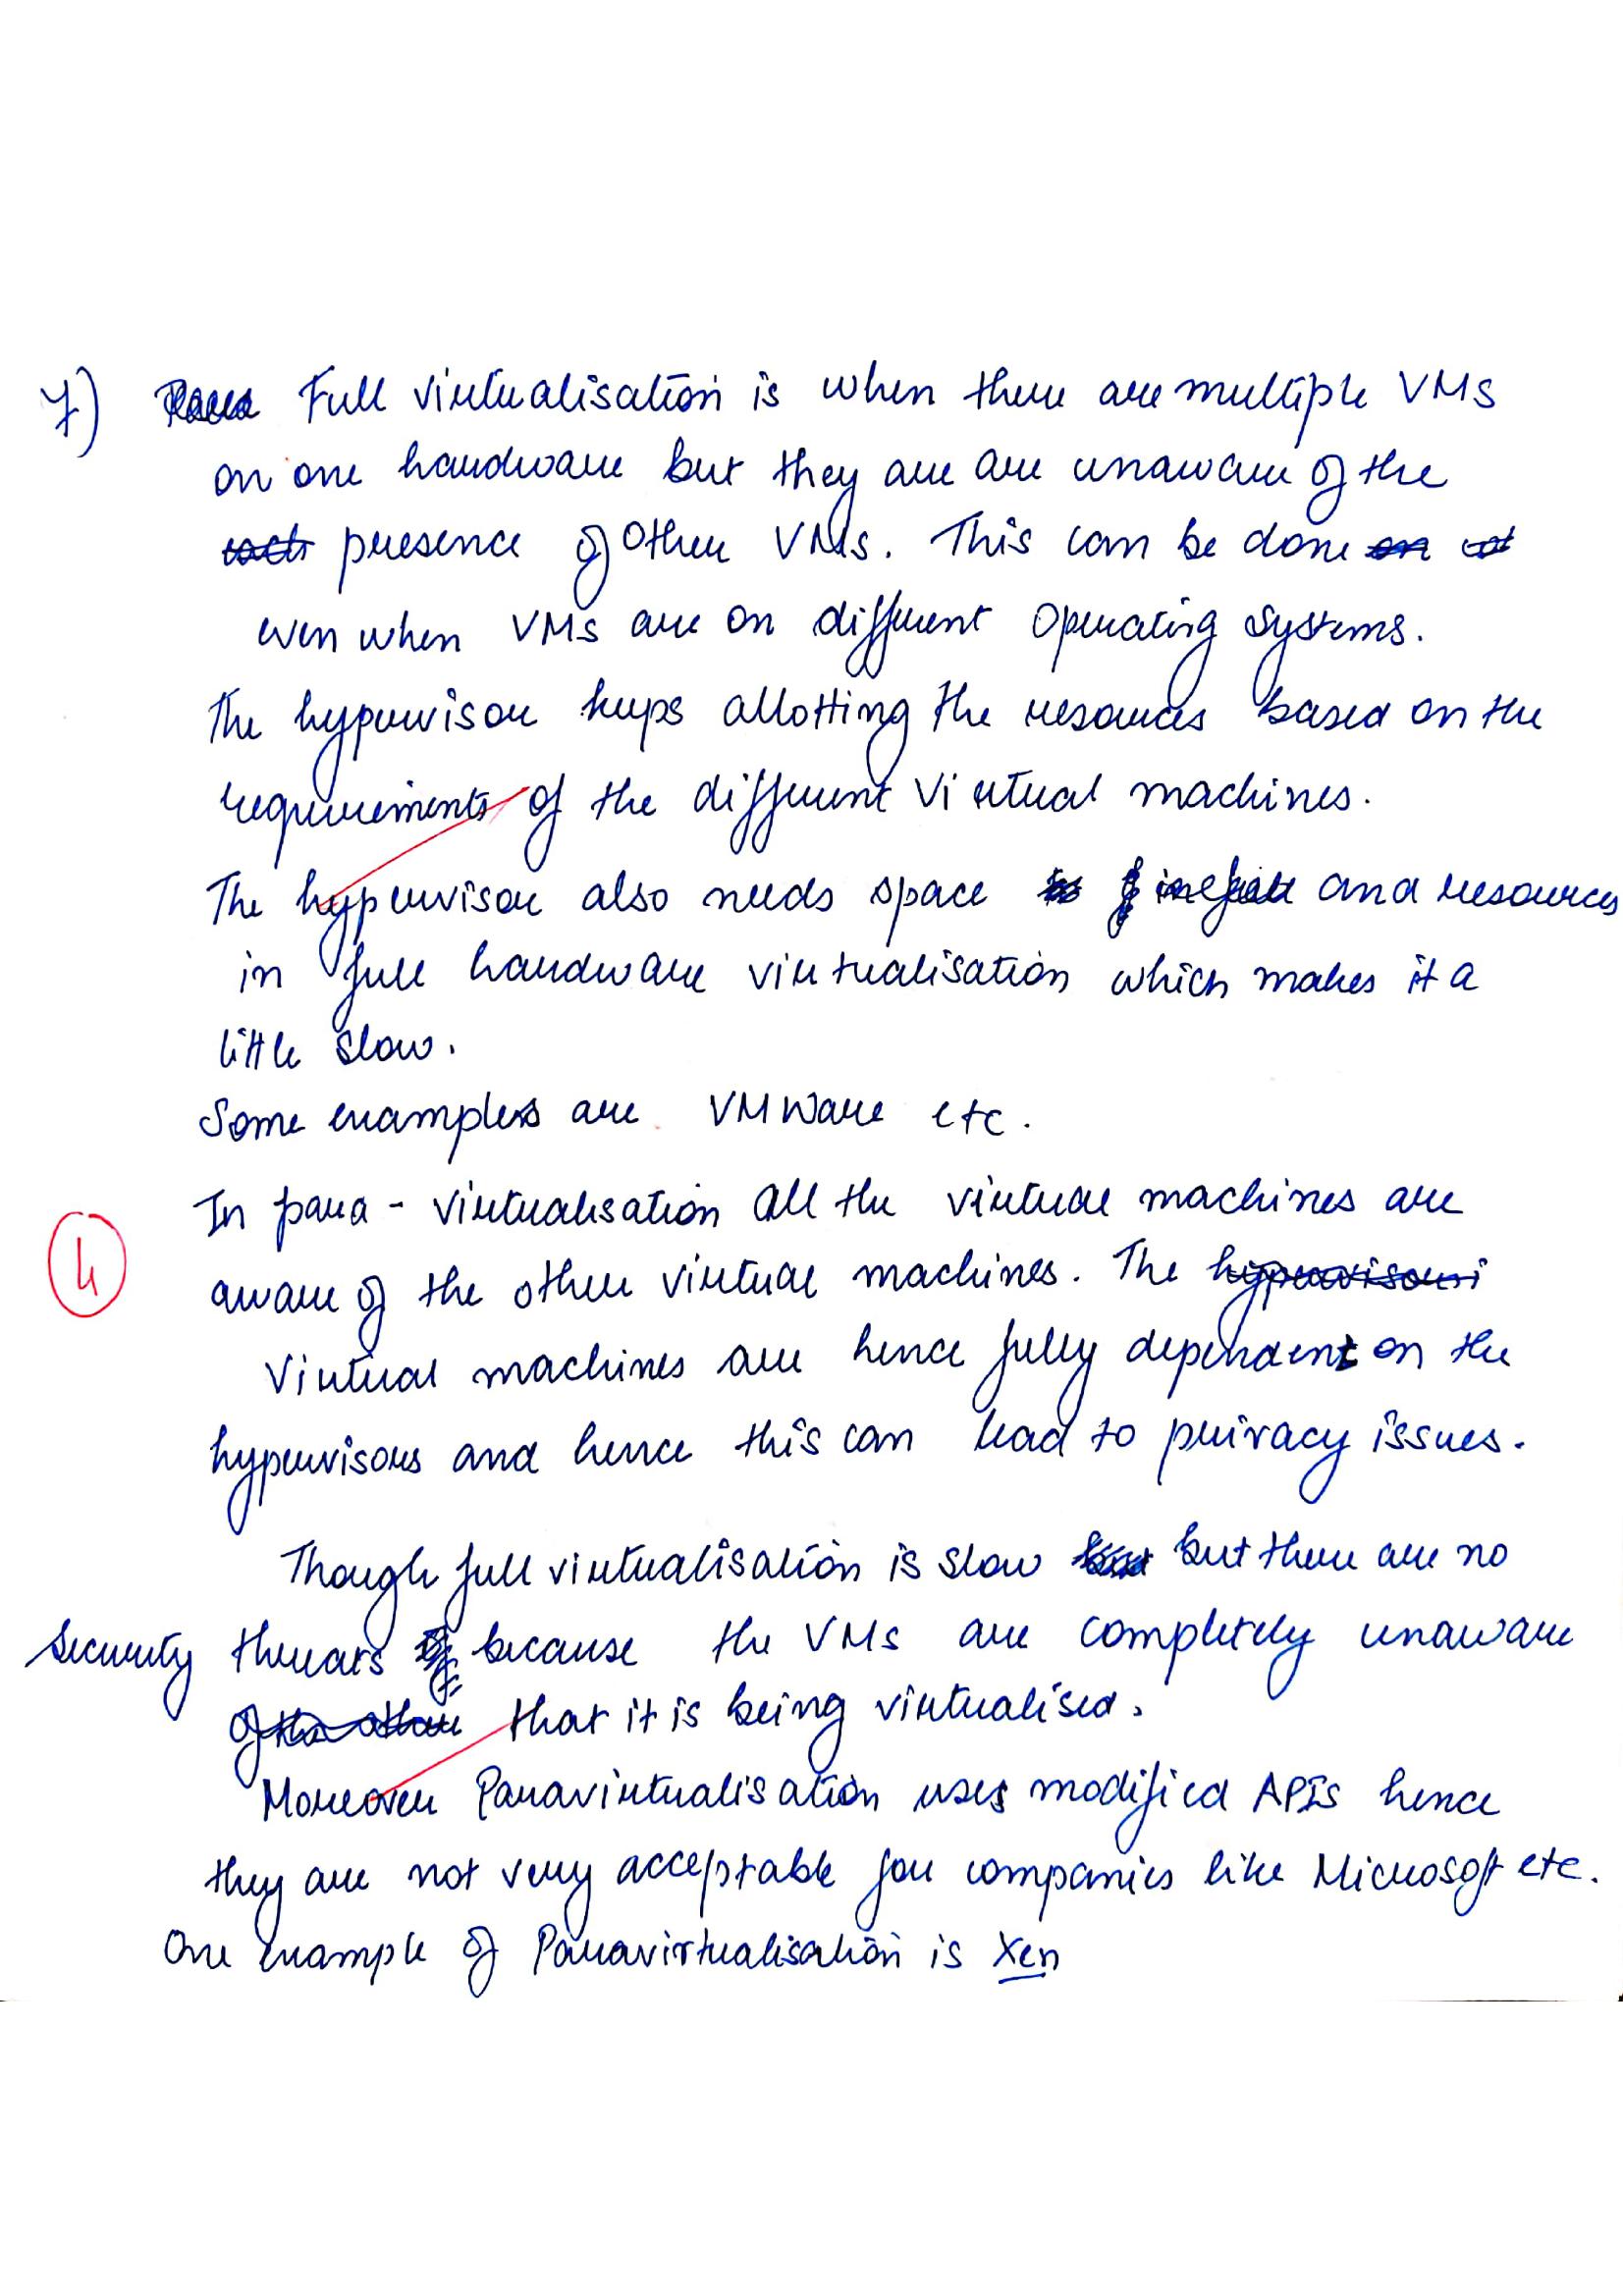 7) Full virtualisation is when there are multiple VMs
on one hardware but they are are unaware of the
presence of other VMs. This can be done
even when VMs are on different Operating Systems.
The hypervisor keeps allotting the resources based on the
requirements of the different virtual machines.
The hypervisor also needs space and resources
in full hardware virtualisation which makes it a
little slow.
Some examples are VMWare etc.
In para - virtualisation all the virtual machines are
4
aware of the other virtual machines. The hypervisori
Virtual machines are hence fully dependent on the
hypervisors and hence this can lead to privacy issues.
Though full virtualisation is slow but there are no
Security threats because the VMs are completely unaware
of the other that it is being virtualised.
Moreover Paravirtualisation uses modified APIs hence
they are not very acceptable for companies like Microsoft etc.
One example of Paravirtualisation is Xen